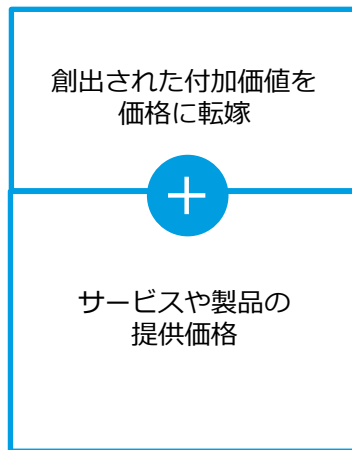 創出された付加価値を
価格に転嫁
+
サービスや製品の
提供価格